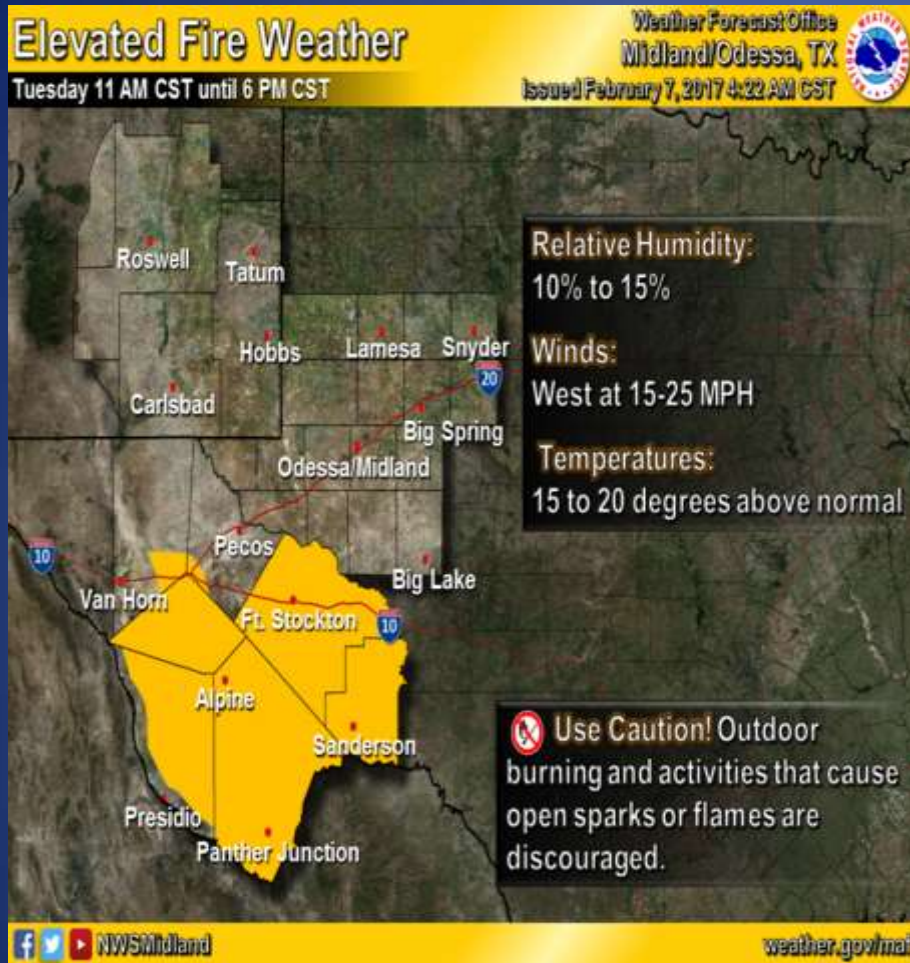 Elevated Fire Weather
Tuesday 11 AM CST until 6 PM CST
Weather Forecast Office
Midland/Odessa, TX
Issued February 7, 2017 4:22 AM CST
Roswell
Tatum
Hobbs
Lamesa
Snyder
Carlsbad
20
Big Spring
Odessa/Midland
Pecos
10
Van Horn
Big Lake
Ft. Stockton
10
Alpine
Sanderson
Presidio
Panther Junction
Relative Humidity:
10% to 15%
Winds:
West at 15-25 MPH
Temperatures:
15 to 20 degrees above normal
Use Caution! Outdoor
burning and activities that cause
open sparks or flames are
discouraged.
NWSMidland
weather.gov/maf